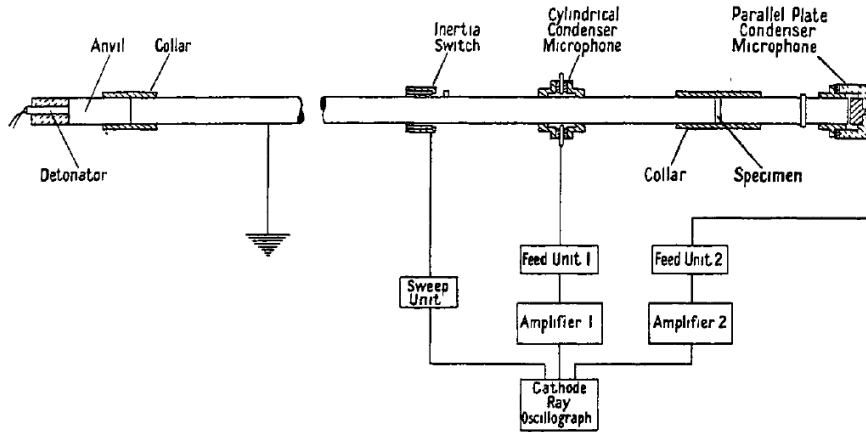 Anvil
Collar
Detonator
Inertia
Switch
Cylindrical
Condenser
Microphone
Parallel Plate
Condenser
Microphone
Collar
Specimen
Sweep
Unit
Feed Unit 1
Feed Unit 2
Amplifier 1
Amplifier 2
Cathode
Ray
Oscillograph